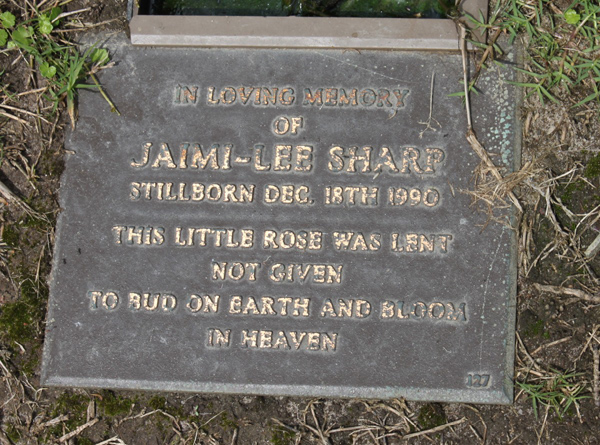 IN LOVING MEMORY
OF
JAIMI-LEE SHARP
STILLBORN DEC. 18TH 1990
THIS LITTLE ROSE WAS LENT
NOT GIVEN
TO BUD ON EARTH AND BLOOM
IN HEAVEN
127